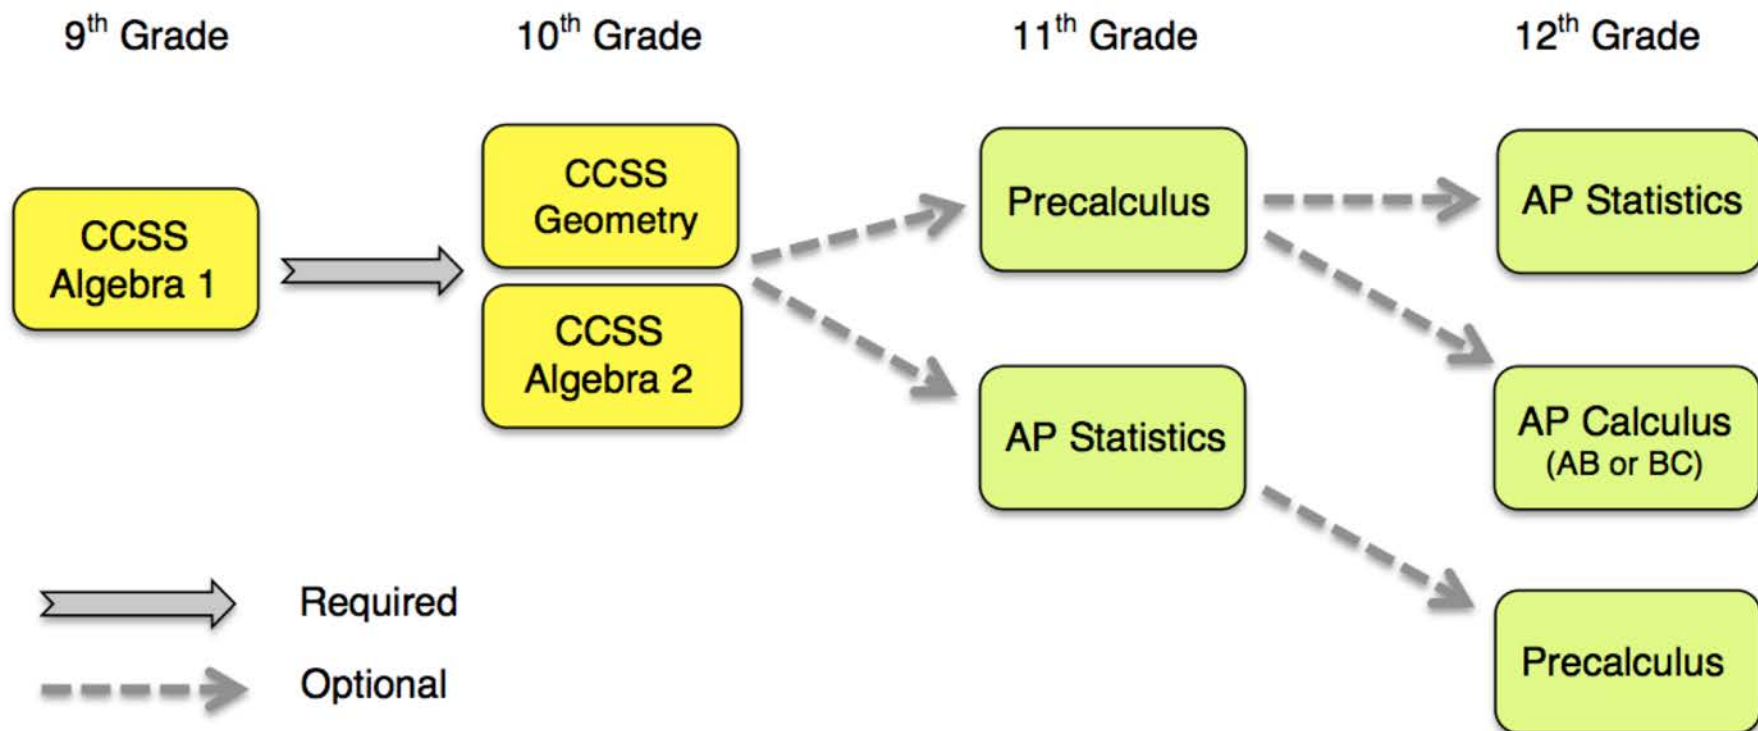 9th Grade
10th Grade
11th Grade
12th Grade
CCSS
Algebra 1
CCSS
Geometry
CCSS
Algebra 2
Precalculus
AP Statistics
AP Statistics
AP Calculus
(AB or BC)
Precalculus
Required
Optional